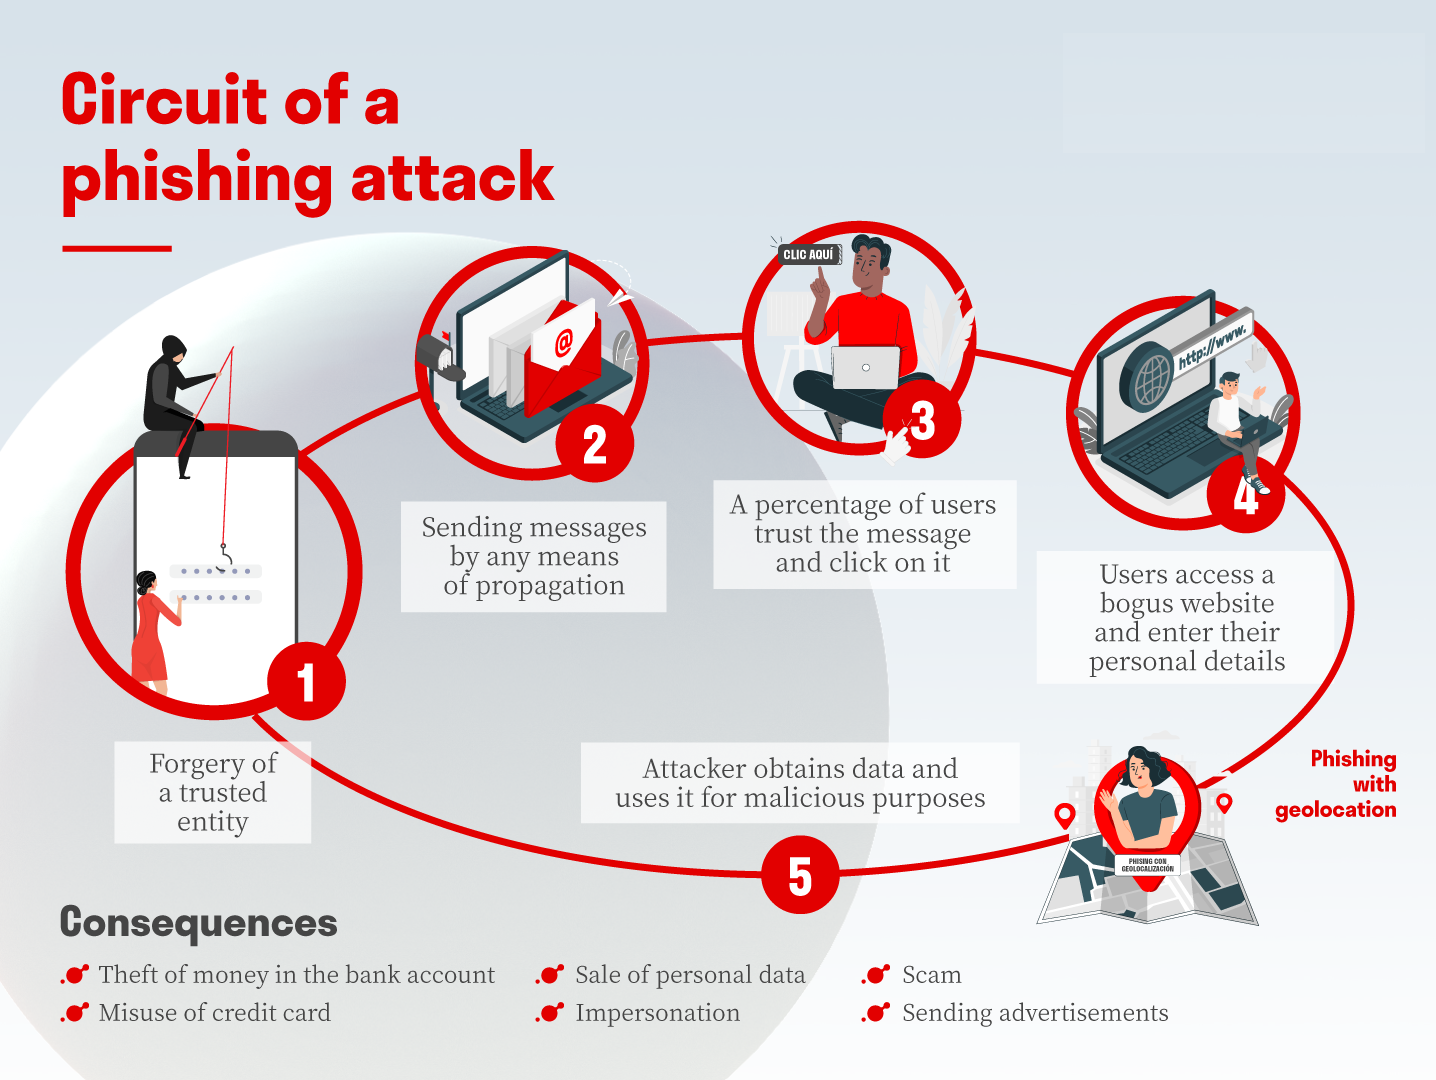 Circuit of a
phishing attack
CLIC AQUÍ
http://www.
@
1
2
3
4
Sending messages
by any means
of propagation
A percentage of users
trust the message
and click on it
Users access a
bogus website
and enter their
personal details
Forgery of
a trusted
entity
Attacker obtains data and
uses it for malicious purposes
5
Phishing
with
geolocation
PHISING CON
GEOLOCALIZACIÓN
Consequences
Theft of money in the bank account
Misuse of credit card
Sale of personal data
Impersonation
Scam
Sending advertisements